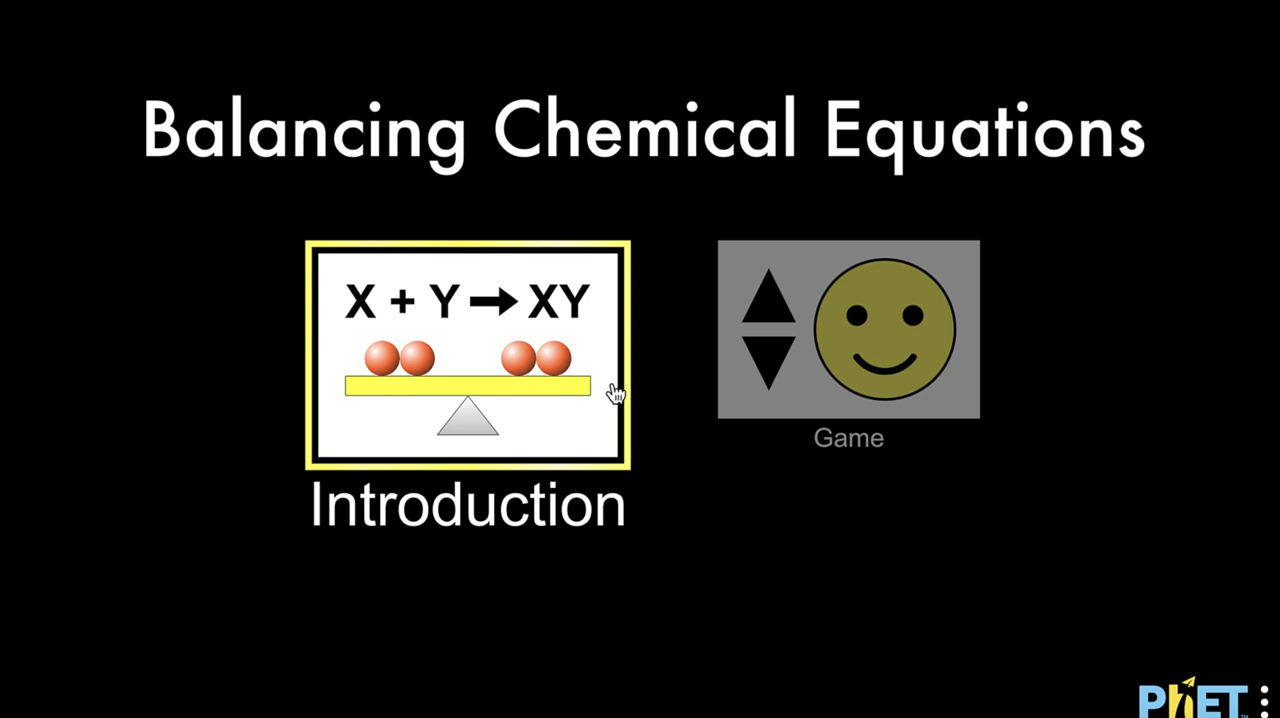 Balancing Chemical Equations
X + Y → XY
Introduction
Game
PhET